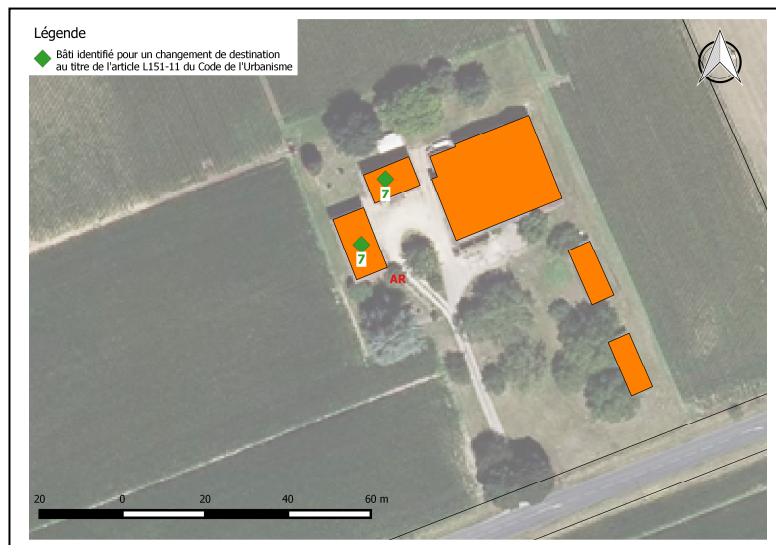 Légende
Bâti identifié pour un changement de destination
au titre de l'article L151-11 du Code de l'Urbanisme
7
7
AR
20 0 20 40 60 m